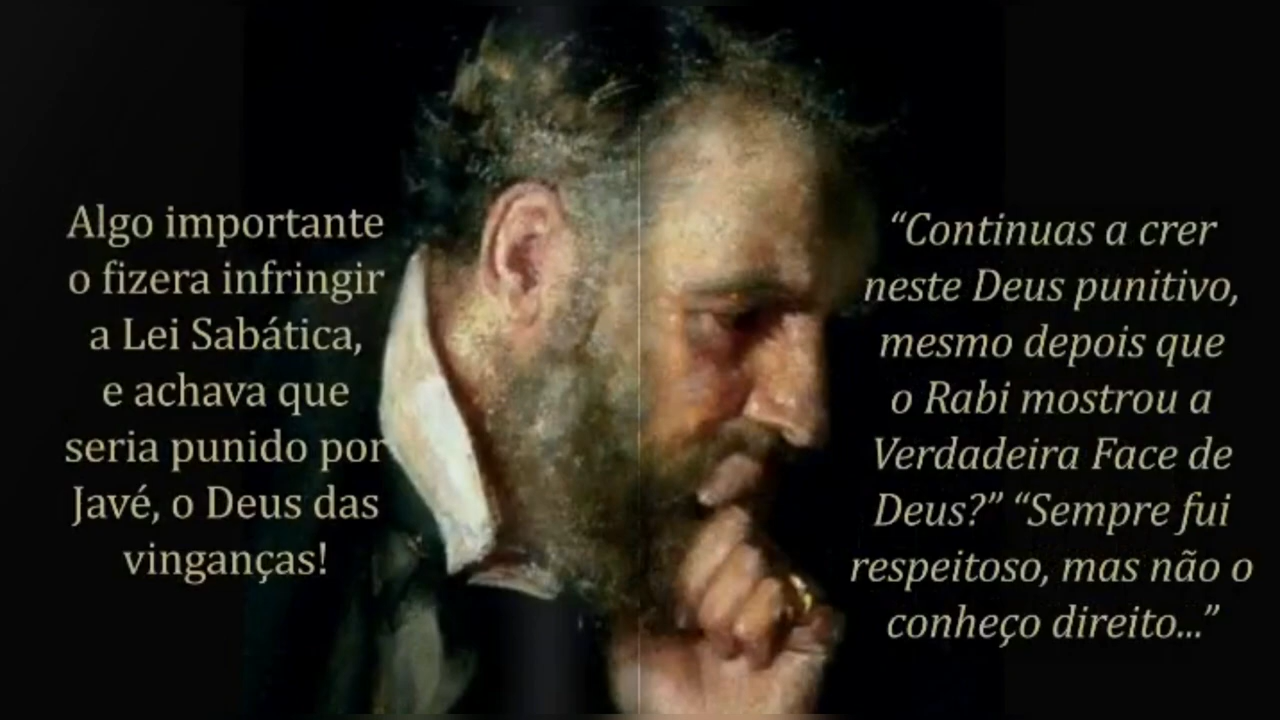 Algo importante
o fizera infringir
a Lei Sabática,
e achava que
seria punido por
Javé, o Deus das
vinganças!
“Continuas a crer
neste Deus punitivo,
mesmo depois que
o Rabi mostrou a
Verdadeira Face de
Deus?” “Sempre fui
respeitoso, mas não o
conheço direito...”